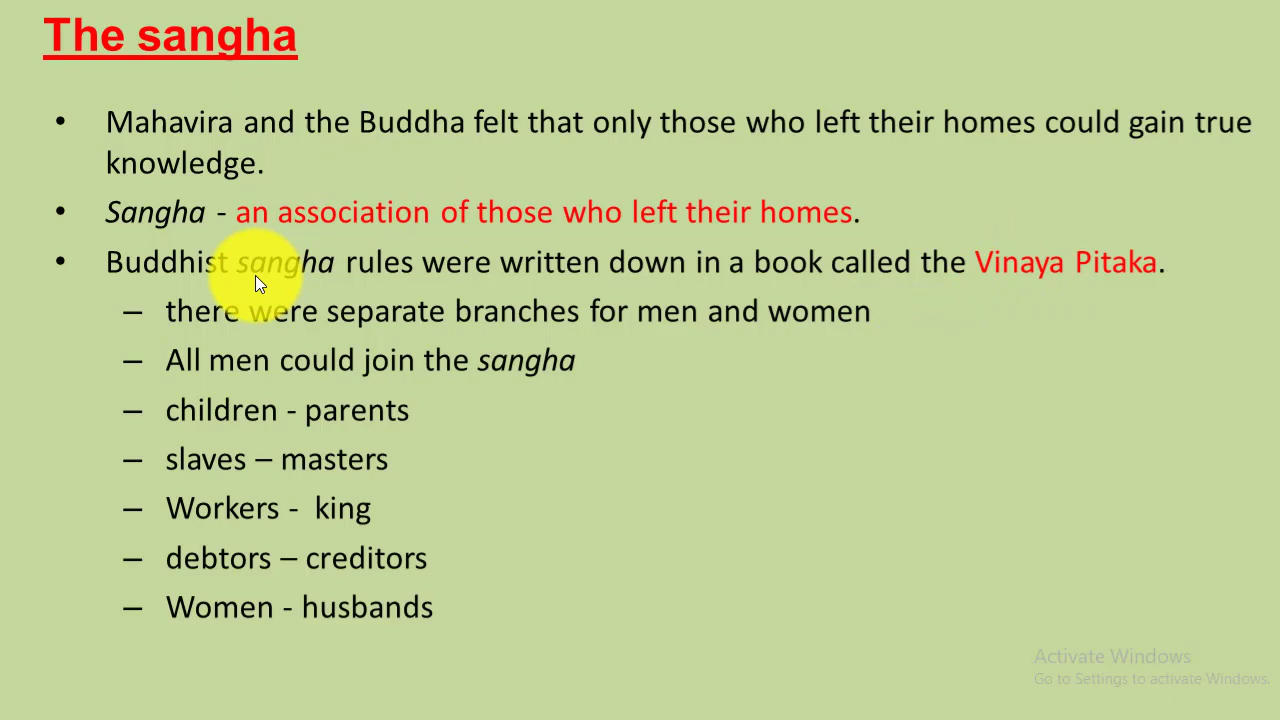 The sangha
• Mahavira and the Buddha felt that only those who left their homes could gain true
knowledge.
• Sangha - an association of those who left their homes.
• Buddhist sangha rules were written down in a book called the Vinaya Pitaka.
– there were separate branches for men and women
– All men could join the sangha
– children - parents
– slaves – masters
– Workers -  king
– debtors – creditors
– Women - husbands
Activate Windows
Go to Settings to activate Windows.